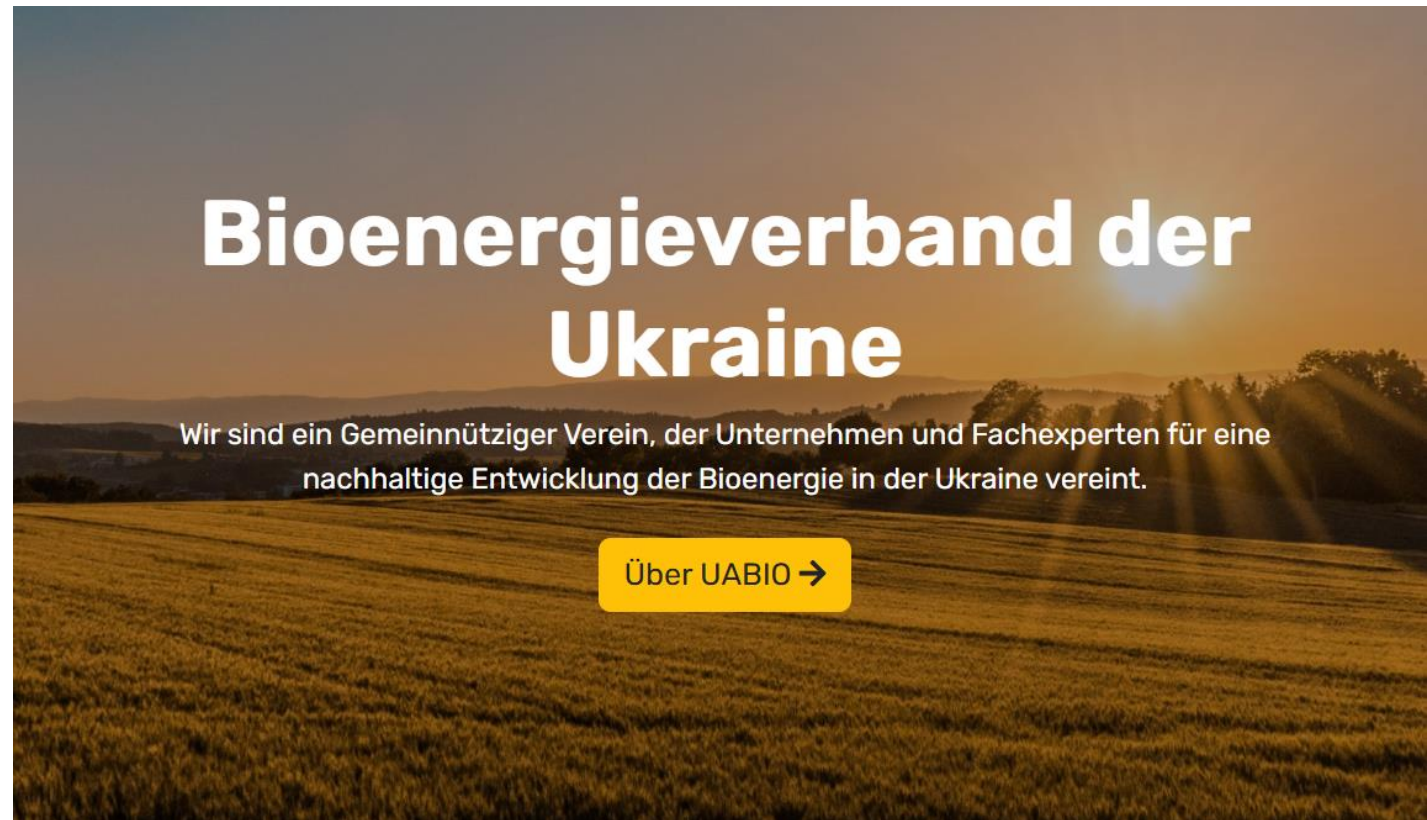 Bioenergieverband der
Ukraine
Wir sind ein Gemeinnütziger Verein, der Unternehmen und Fachexperten für eine
nachhaltige Entwicklung der Bioenergie in der Ukraine vereint.
Über UABIO →